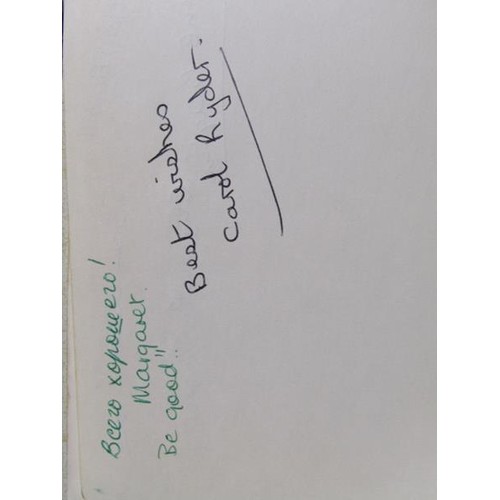 Best wishes
Carol Ryder.
Всего хорошего!
Margaret.
Be good!!